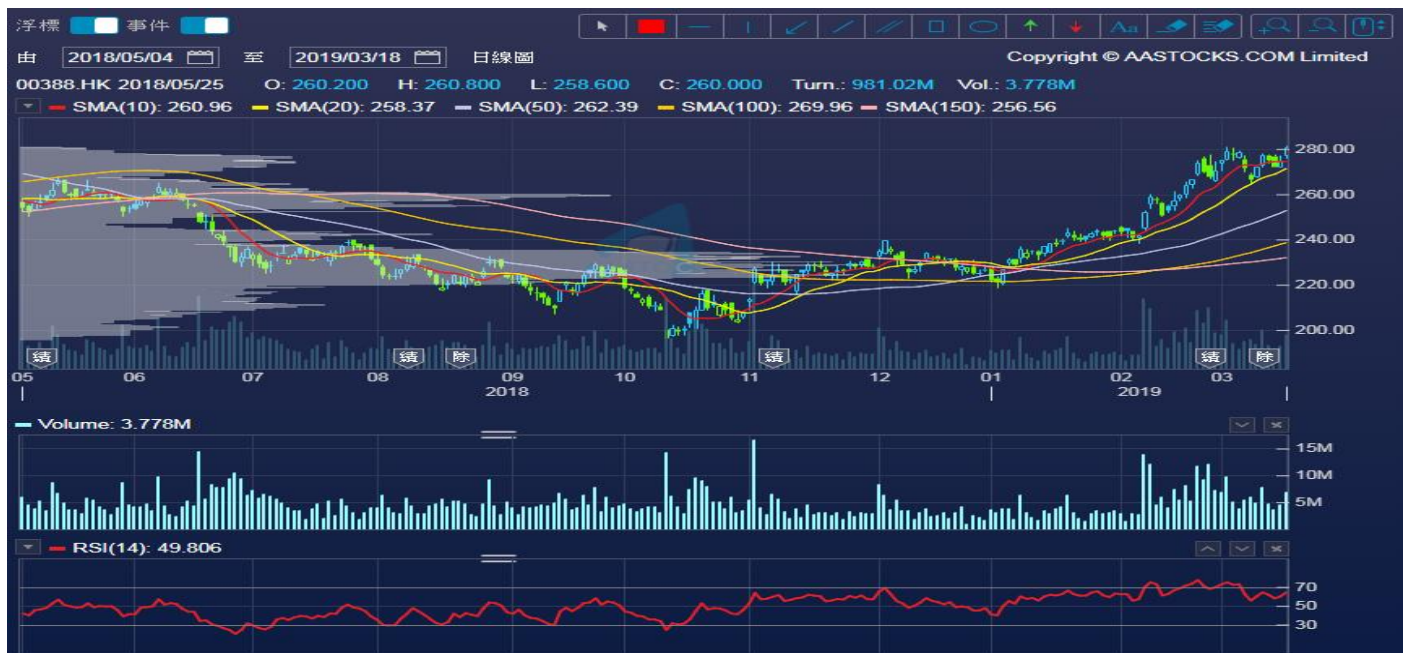 浮標 事件 Aa
由 2018/05/04 至 2019/03/18 日線圖 Copyright © AASTOCKS.COM Limited
00388.HK 2018/05/25 O: 260.200 H: 260.800 L: 258.600 C: 260.000 Turn.: 981.02M Vol.: 3.778M
SMA(10): 260.96 SMA(20): 258.37 SMA(50): 262.39 SMA(100): 269.96 SMA(150): 256.56
280.00
260.00
240.00
220.00
200.00
績 績 除 績 績 除
05 06 07 08 09 10 11 12 01 02 03
2018 2019
Volume: 3.778M
15M
10M
5M
RSI(14): 49.806
70
50
30